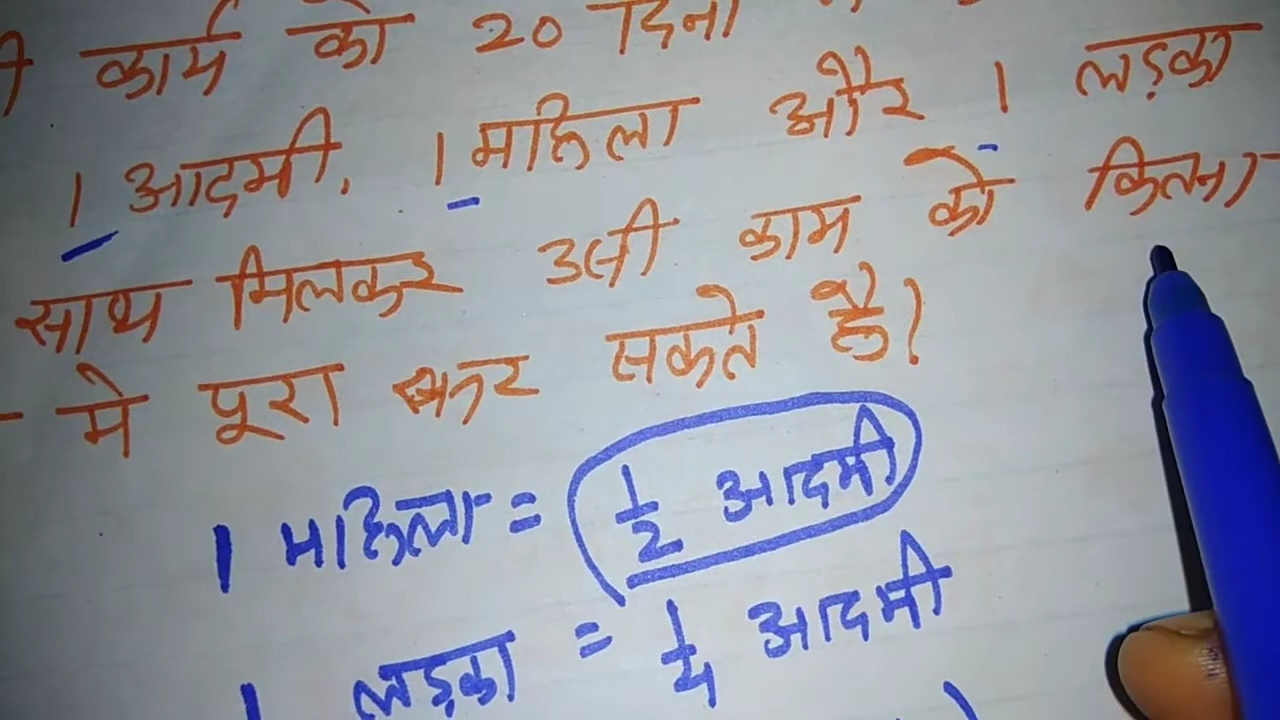 कार्य को 20 दिनों
1 आदमी, 1 महिला और 1 लड़का
साथ मिलकर उसी काम को कितना
मे पूरा कर सकते है?
1 महिला = 1/2 आदमी
1 लड़का = 1/4 आदमी